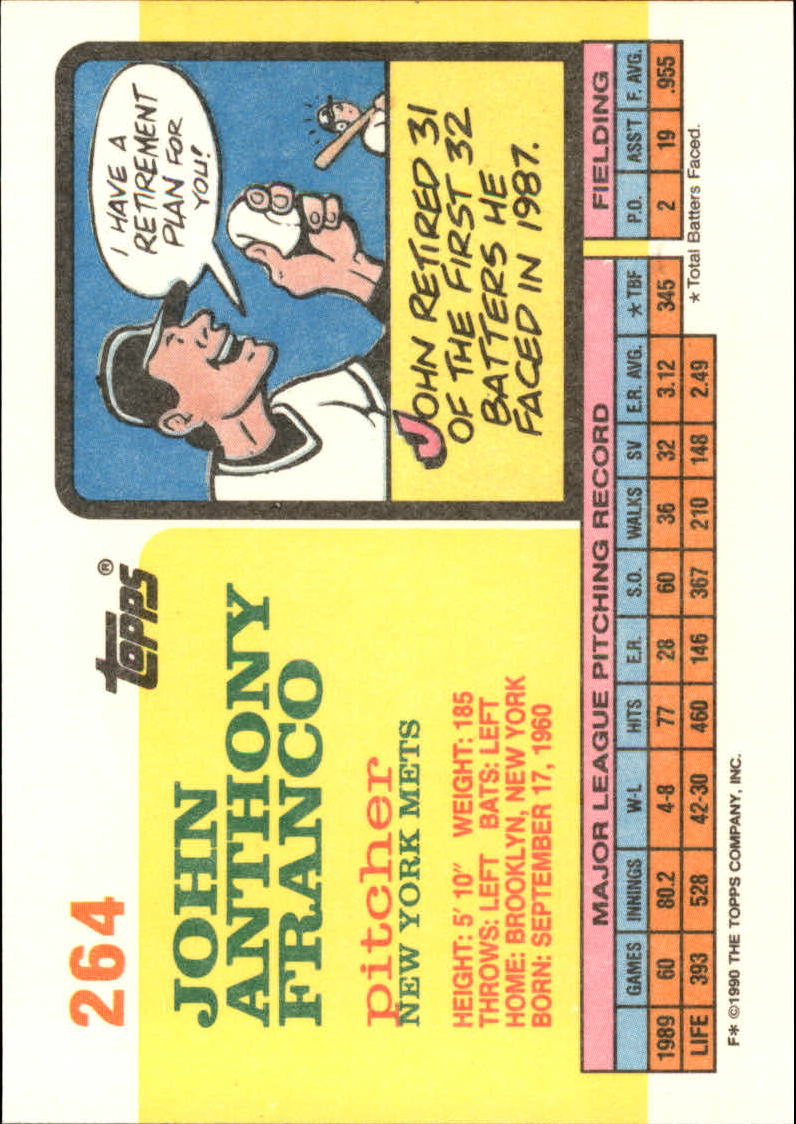 264
topps®
JOHN
ANTHONY
FRANCO
pitcher
NEW YORK METS
HEIGHT: 5' 10" WEIGHT: 185
THROWS: LEFT BATS: LEFT
HOME: BROOKLYN, NEW YORK
BORN: SEPTEMBER 17, 1960
I HAVE A
RETIREMENT
PLAN FOR
YOU!
JOHN RETIRED 31
OF THE FIRST 32
BATTERS HE
FACED IN 1987.
MAJOR LEAGUE PITCHING RECORD FIELDING
GAMES INNINGS W-L HITS E.R. S.O. WALKS SV E.R. AVG. *TBF P.O. ASS'T F. AVG.
1989 60 80.2 4-8 77 28 60 36 32 3.12 345 2 19 .955
LIFE 393 528 42-30 460 146 367 210 148 2.49
*Total Batters Faced.
F* ©1990 THE TOPPS COMPANY, INC.